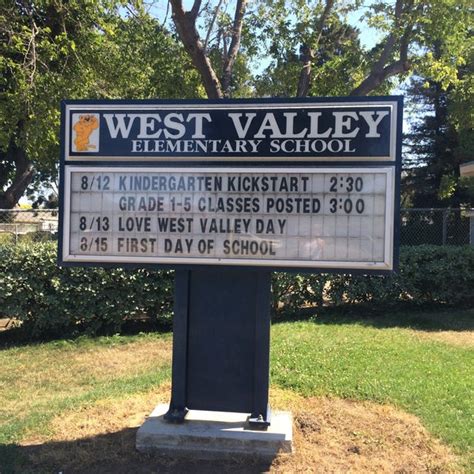 WEST VALLEY
ELEMENTARY SCHOOL
8/12 KINDERGARTEN KICKSTART 2:30
GRADE 1-5 CLASSES POSTED 3:00
8/13 LOVE WEST VALLEY DAY
8/15 FIRST DAY OF SCHOOL